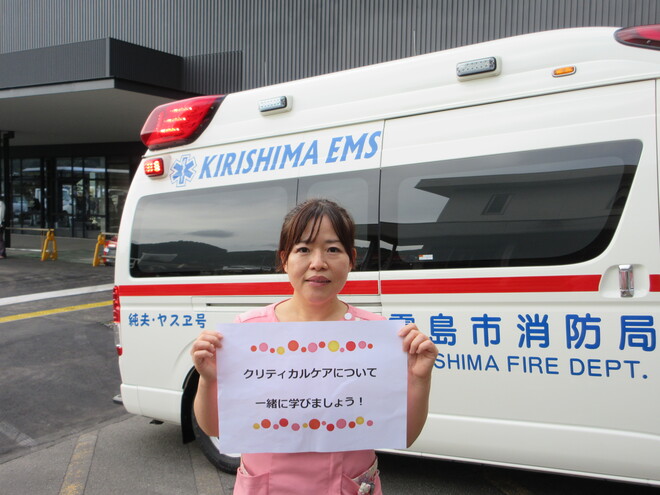 KIRISHIMA EMS
純夫・ヤスヱ号
島市消防局
SHIMA FIRE DEPT.
クリティカルケアについて
一緒に学びましょう！